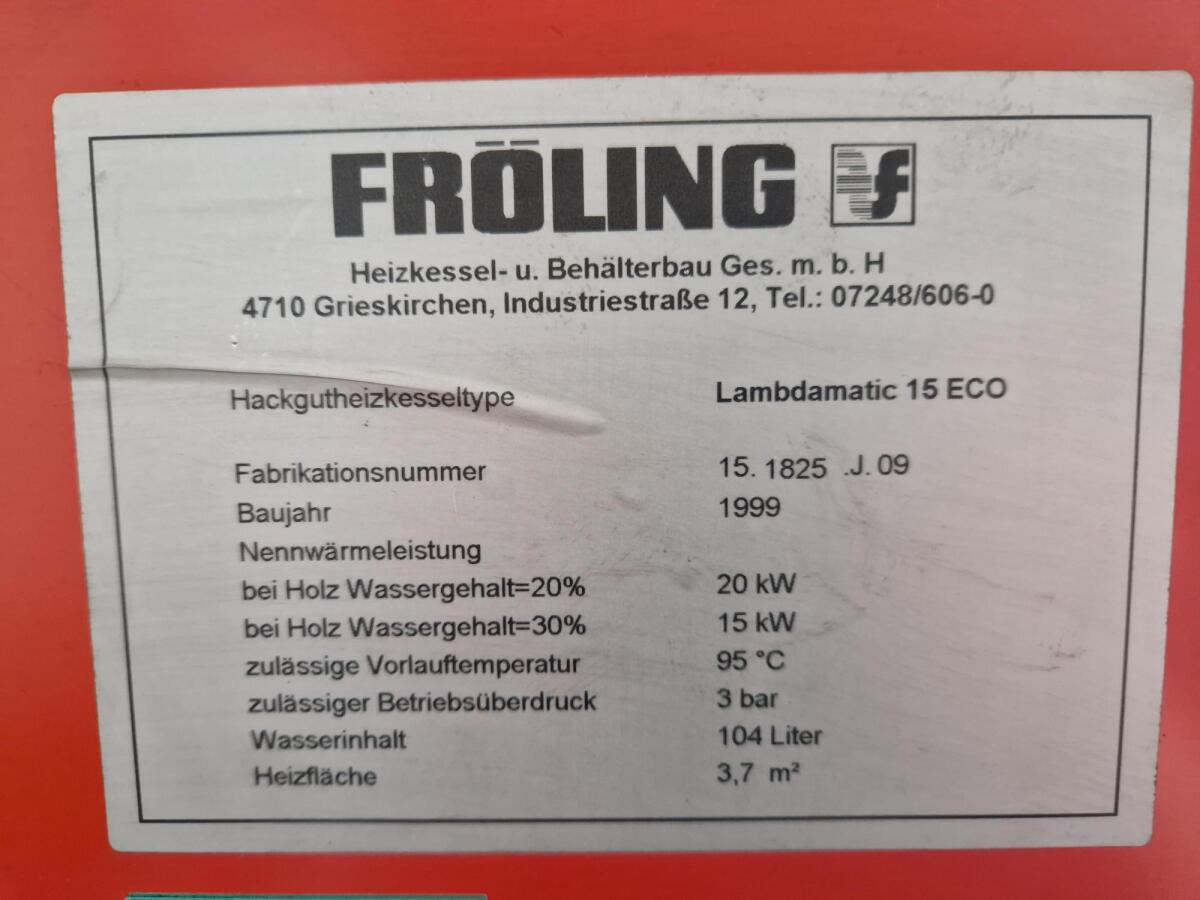 FRÖLING f
Heizkessel- u. Behälterbau Ges. m. b. H
4710 Grieskirchen, Industriestraße 12, Tel.: 07248/606-0
Hackgutheizkesseltype Lambdamatic 15 ECO
Fabrikationsnummer 15. 1825 .J. 09
Baujahr 1999
Nennwärmeleistung
bei Holz Wassergehalt=20% 20 kW
bei Holz Wassergehalt=30% 15 kW
zulässige Vorlauftemperatur 95 °C
zulässiger Betriebsüberdruck 3 bar
Wasserinhalt 104 Liter
Heizfläche 3,7 m²